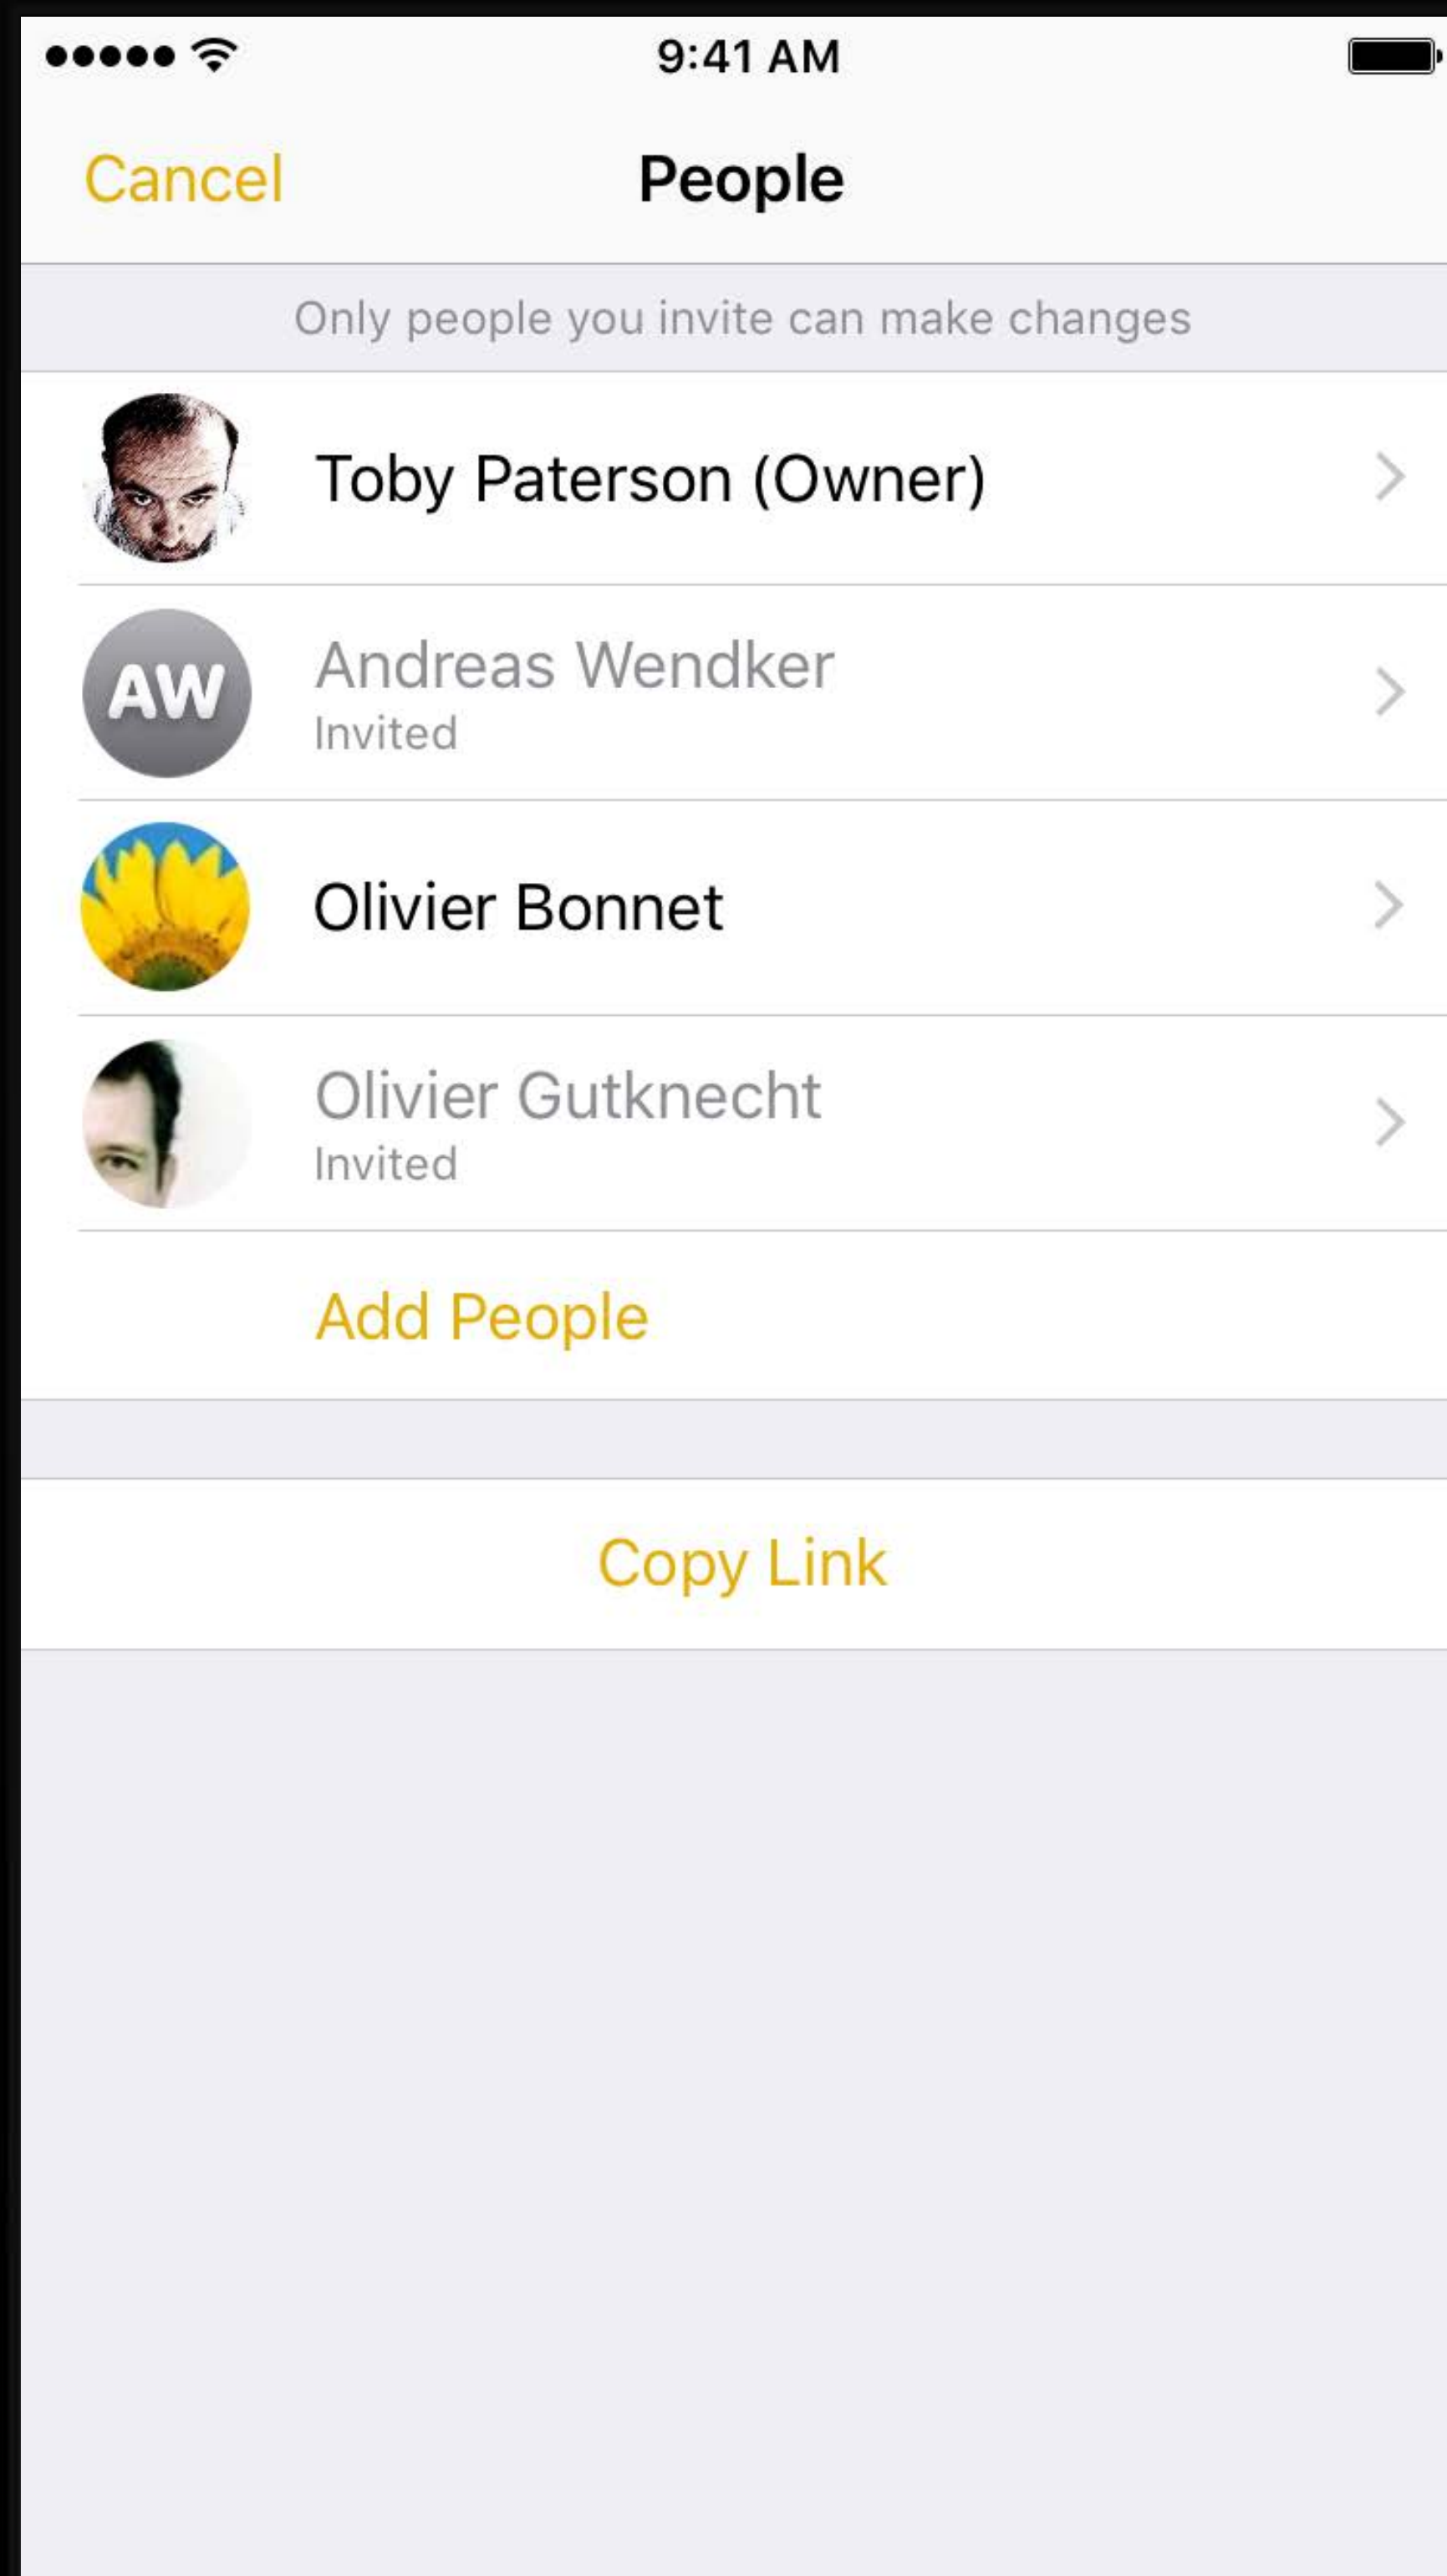 9:41 AM
Cancel
People
Only people you invite can make changes
Toby Paterson (Owner)
AW
Andreas Wendker
Invited
Olivier Bonnet
Olivier Gutknecht
Invited
Add People
Copy Link